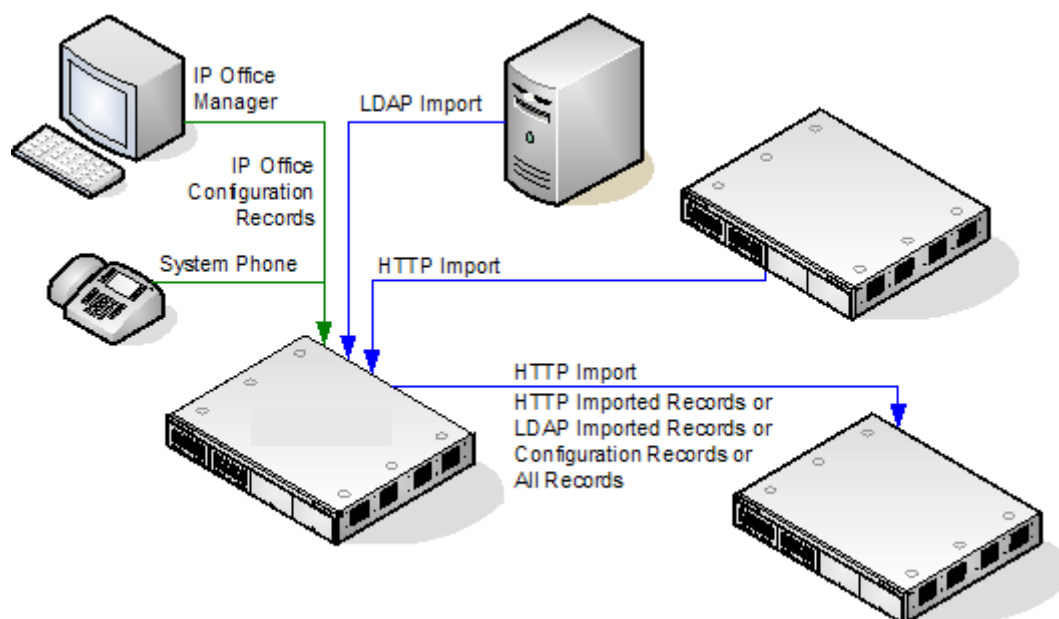 IP Office
Manager
LDAP Import
IP Office
Configuration
Records
System Phone
HTTP Import
HTTP Import
HTTP Imported Records or
LDAP Imported Records or
Configuration Records or
All Records